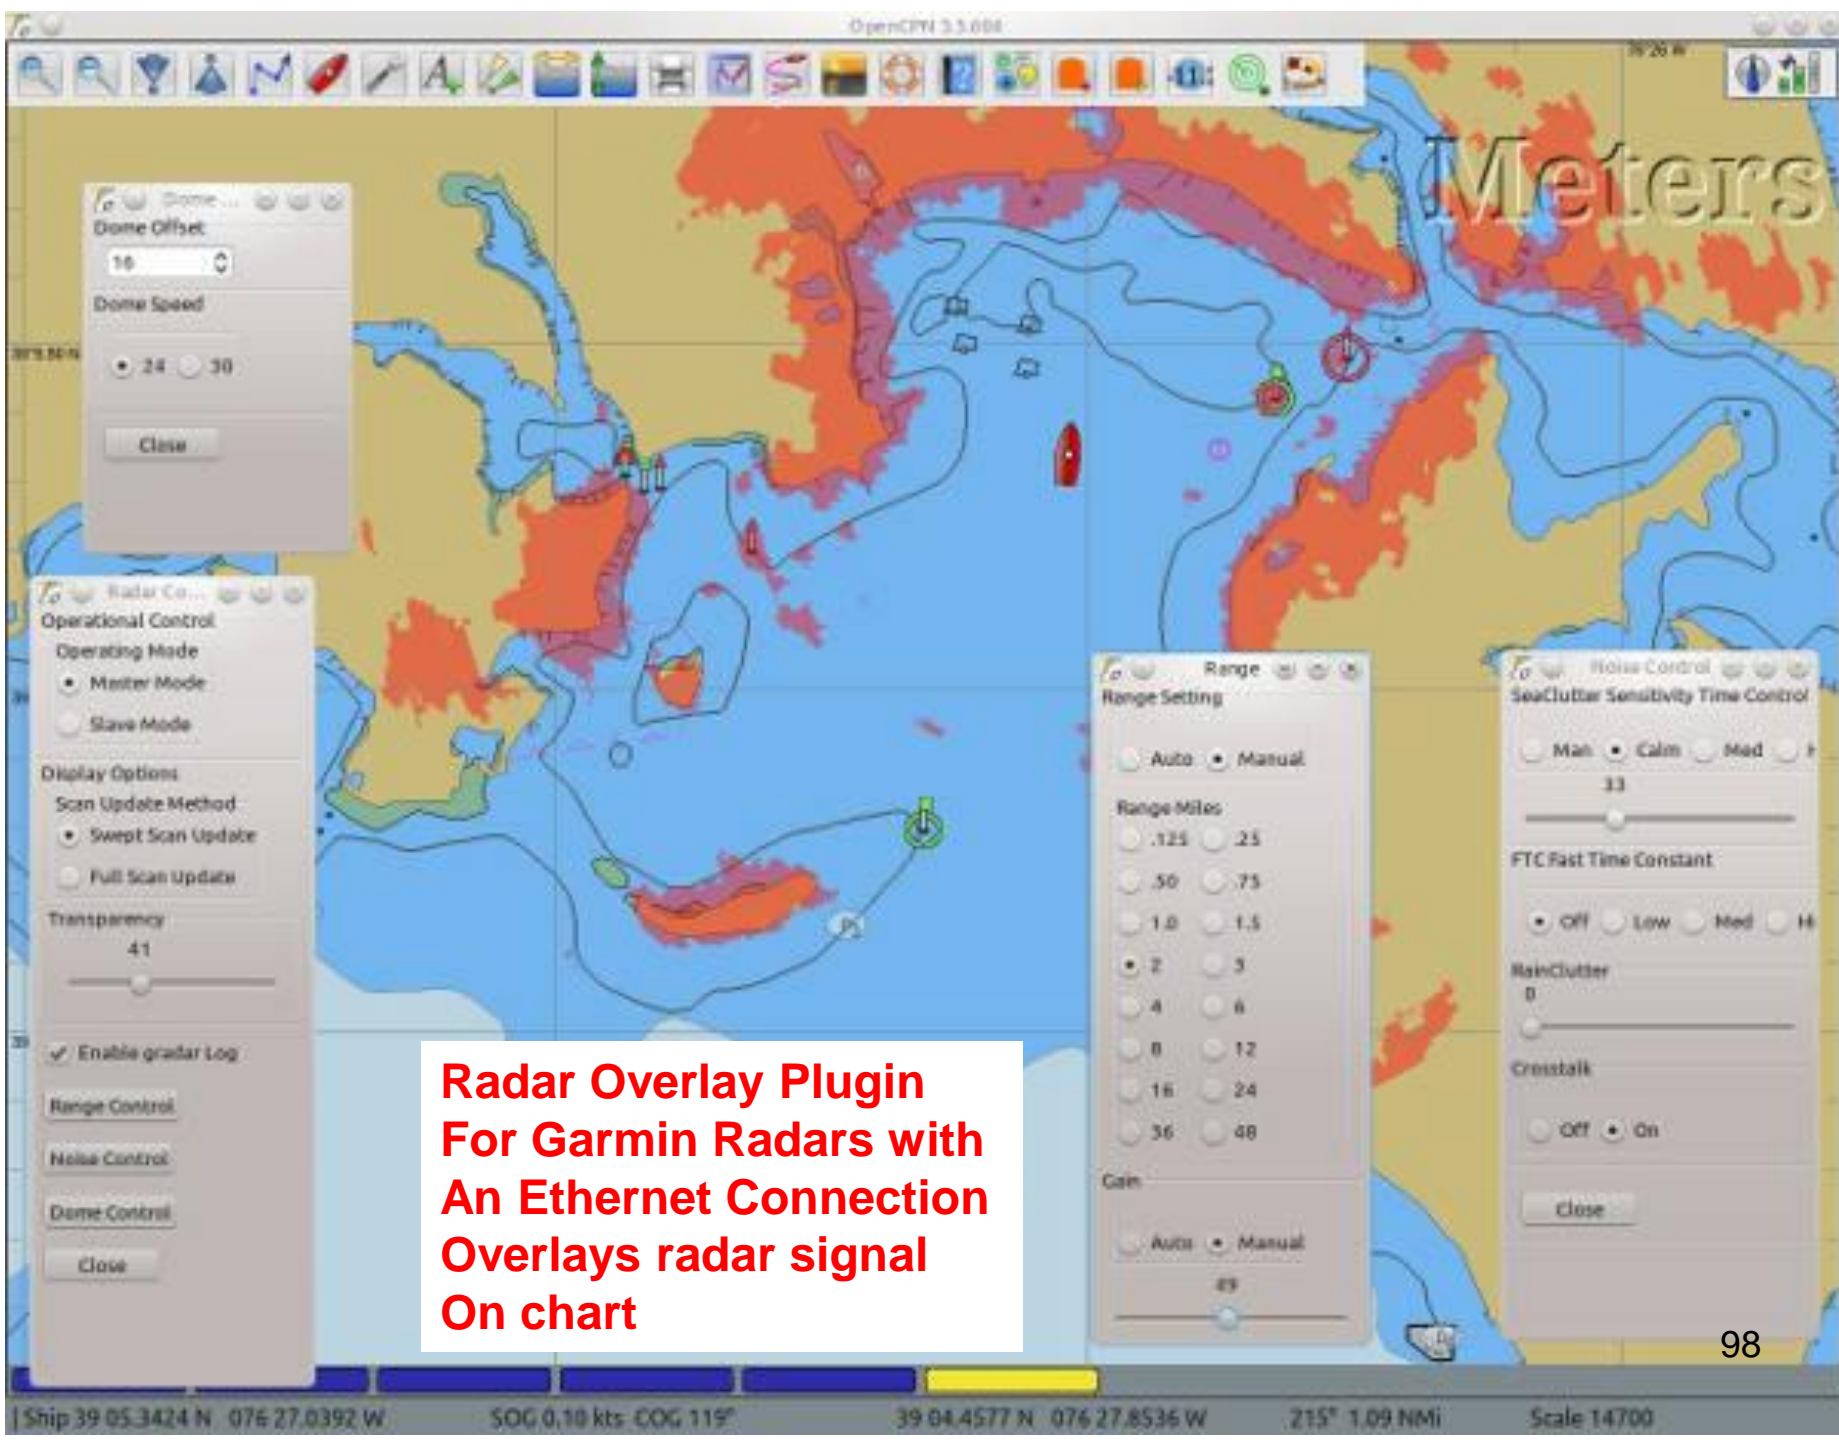 OpenCPN 3.3.604
76'26 W
Meters
Dome ...
Dome Offset
16
Dome Speed
24 30
Close
Radar Co...
Operational Control
Operating Mode
Master Mode
Slave Mode
Display Options
Scan Update Method
Swept Scan Update
Full Scan Update
Transparency
41
Enable gradar Log
Range Control
Noise Control
Dome Control
Close
Radar Overlay Plugin
For Garmin Radars with
An Ethernet Connection
Overlays radar signal
On chart
Range
Range Setting
Auto Manual
Range Miles
.125 .25
.50 .75
1.0 1.5
2 3
4 6
8 12
16 24
36 48
Gain
Auto Manual
49
Noise Control
SeaClutter Sensitivity Time Control
Man Calm Med
33
FTC Fast Time Constant
Off Low Med Hi
RainClutter
0
Crosstalk
Off On
Close
98
Ship 39 05.3424 N 076 27.0392 W SOG 0.10 kts COG 119° 39 04.4577 N 076 27.8536 W 215° 1.09 NMi Scale 14700